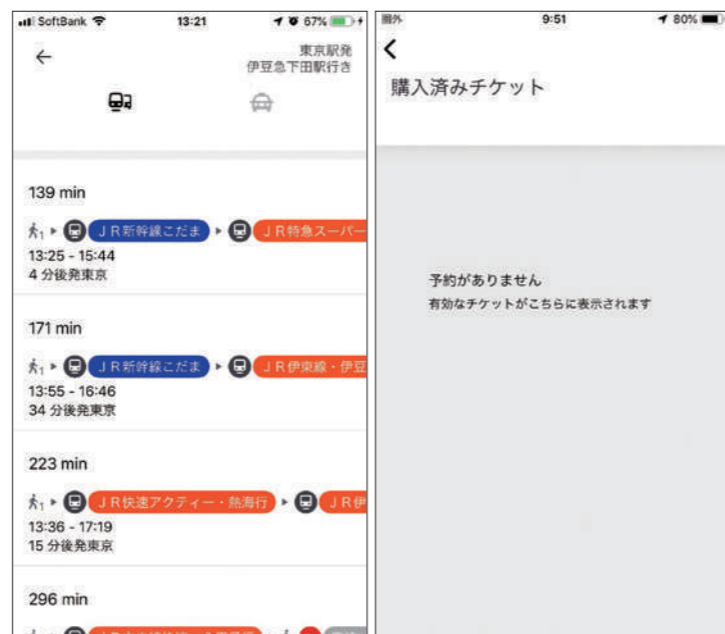 SoftBank 13:21 67%
東京駅発
伊豆急下田駅行き
139 min
1 JR新幹線こだま JR特急スーパー
13:25 - 15:44
4 分後発東京
171 min
1 JR新幹線こだま JR伊東線・伊豆
13:55 - 16:46
34 分後発東京
223 min
1 JR快速アクティー・熱海行 JR伊
13:36 - 17:19
15 分後発東京
296 min
圏外 9:51 80%
購入済みチケット
予約がありません
有効なチケットがこちらに表示されます